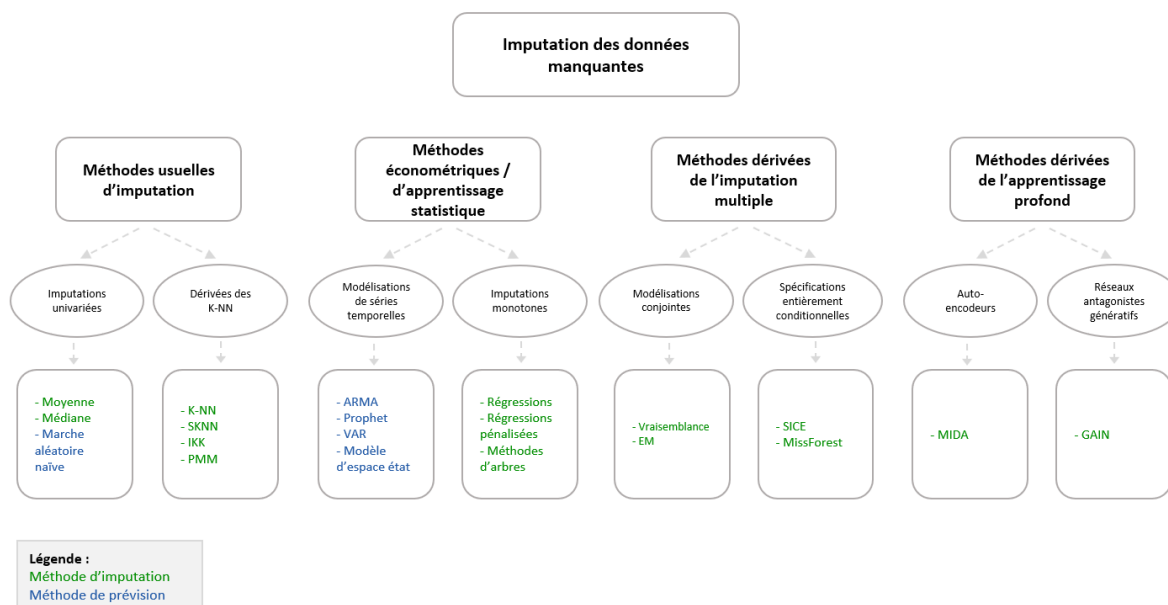 Imputation des données
manquantes
Méthodes usuelles
d’imputation
Méthodes
économétriques /
d’apprentissage
statistique
Méthodes dérivées
de l’imputation
multiple
Méthodes dérivées
de l’apprentissage
profond
Imputations
univariées
Dérivées des
K-NN
Modélisations
de séries
temporelles
Imputations
monotones
Modélisations
conjointes
Spécifications
entièrement
conditionnelles
Auto-
encodeurs
Réseaux
antagonistes
génératifs
- Moyenne
- Médiane
- Marche
aléatoire
naïve
- K-NN
- SKNN
- IKK
- PMM
- ARMA
- Prophet
- VAR
- Modèle
d’espace état
- Régressions
- Régressions
pénalisées
- Méthodes
d’arbres
- Vraisemblance
- EM
- SICE
- MissForest
- MIDA
- GAIN
Légende :
Méthode d’imputation
Méthode de prévision